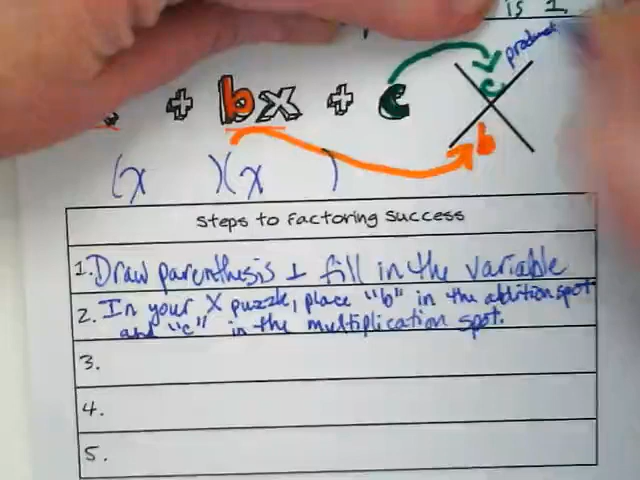 is 1
product
+ bx + c
c
b
(x )(x )
Steps to Factoring Success
1. Draw parenthesis + fill in the variable
2. In your X puzzle, place "b" in the addition spot
and "c" in the multiplication spot.
3.
4.
5.